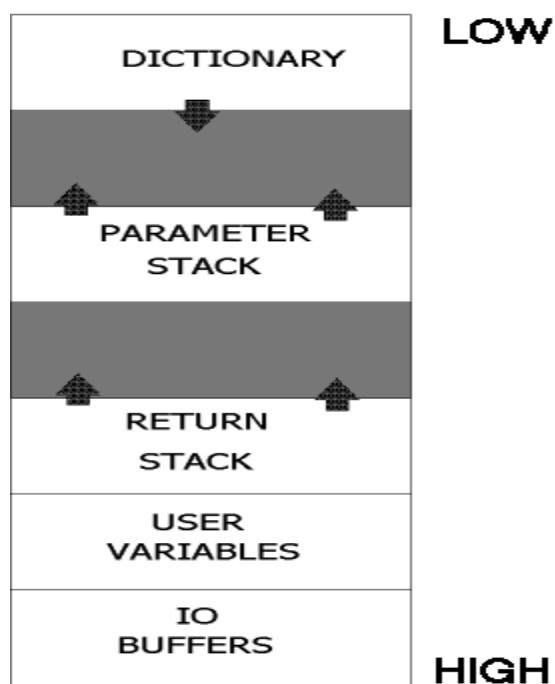 LOW
DICTIONARY
PARAMETER
STACK
RETURN
STACK
USER
VARIABLES
IO
BUFFERS
HIGH